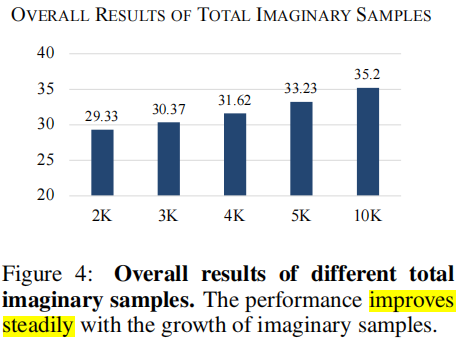 OVERALL RESULTS OF TOTAL IMAGINARY SAMPLES
40
35
30
25
20
29.33
30.37
31.62
33.23
35.2
2K 3K 4K 5K 10K
Figure 4: Overall results of different total
imaginary samples. The performance improves
steadily with the growth of imaginary samples.